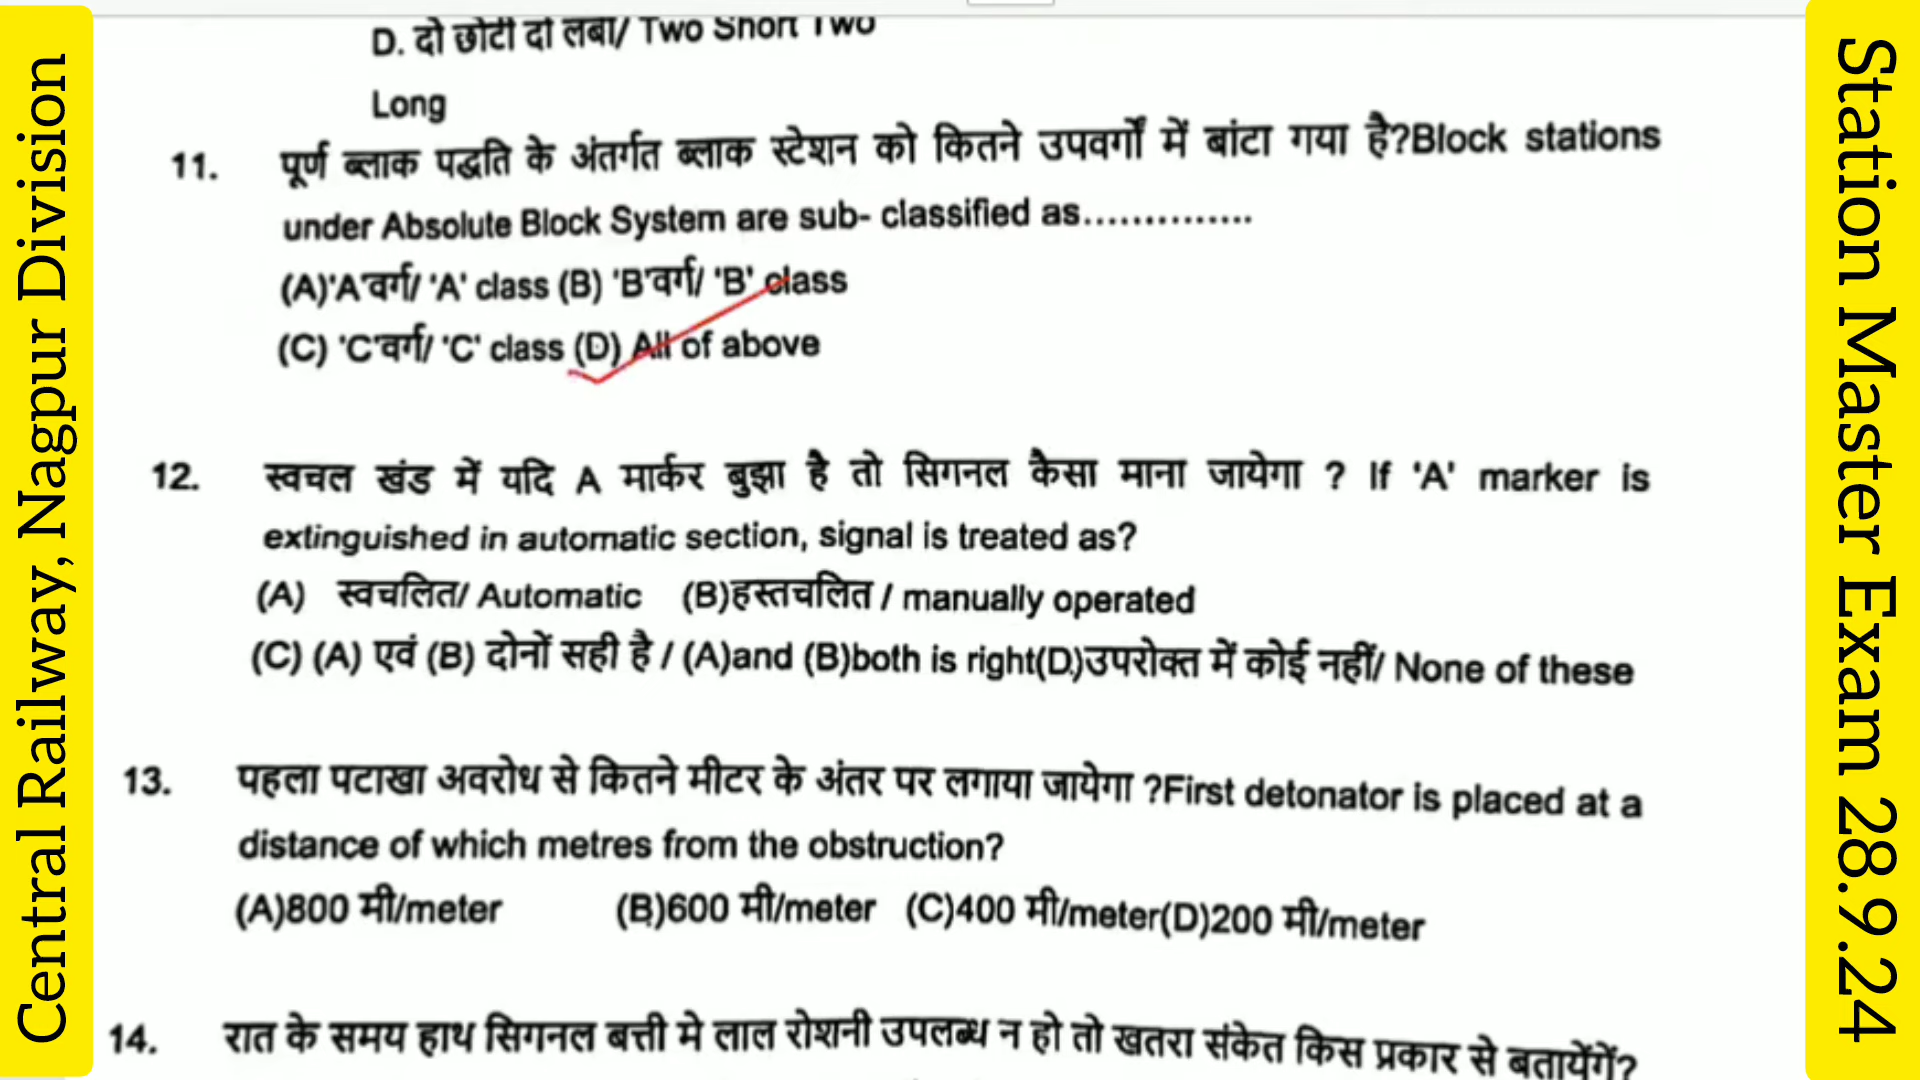 Central Railway, Nagpur Division
D. दो छोटी दो लंबी/ Two Short Two
Long
11. पूर्ण ब्लाक पद्धति के अंतर्गत ब्लाक स्टेशन को कितने उपवर्गों में बांटा गया है?Block stations
under Absolute Block System are sub- classified as..............
(A)'A'वर्ग/ 'A' class (B) 'B'वर्ग/ 'B' class
(C) 'C'वर्ग/ 'C' class (D) All of above
12. स्वचल खंड में यदि A मार्कर बुझा है तो सिगनल कैसा माना जायेगा ? If 'A' marker is
extinguished in automatic section, signal is treated as?
(A) स्वचलित/ Automatic (B)हस्तचलित / manually operated
(C) (A) एवं (B) दोनों सही है / (A)and (B)both is right(D.)उपरोक्त में कोई नहीं/ None of these
13. पहला पटाखा अवरोध से कितने मीटर के अंतर पर लगाया जायेगा ?First detonator is placed at a
distance of which metres from the obstruction?
(A)800 मी/meter (B)600 मी/meter (C)400 मी/meter(D)200 मी/meter
14. रात के समय हाथ सिगनल बत्ती मे लाल रोशनी उपलब्ध न हो तो खतरा संकेत किस प्रकार से बतायेंगें?
Station Master Exam 28.9.24